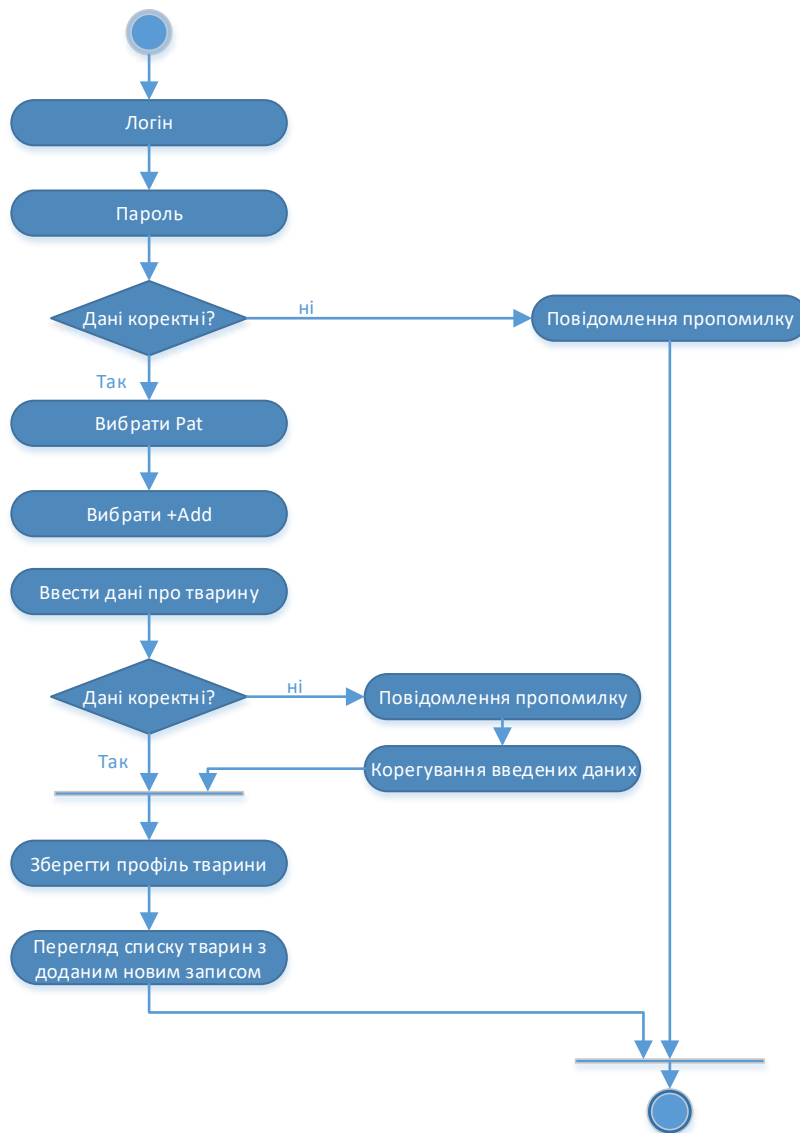 Логін
Пароль
Дані коректні?
ні
Повідомлення пропомилку
Так
Вибрати Pat
Вибрати +Add
Ввести дані про тварину
Дані коректні?
ні
Повідомлення пропомилку
Так
Корегування введених даних
Зберегти профіль тварини
Перегляд списку тварин з
доданим новим записом